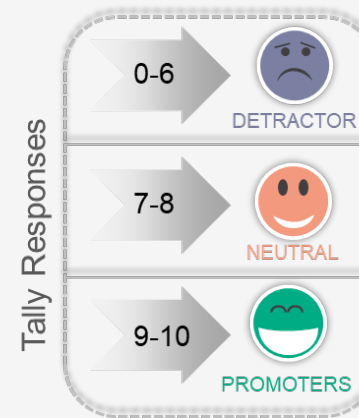 Tally Responses
0-6
DETRACTOR
7-8
NEUTRAL
9-10
PROMOTERS